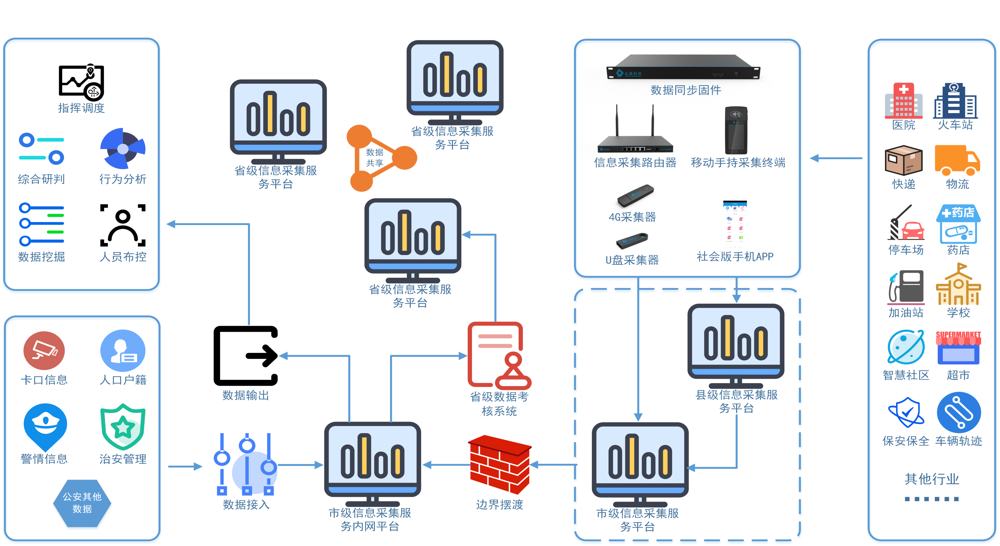 指挥调度
综合研判
行为分析
数据挖掘
人员布控
卡口信息
人口户籍
警情信息
治安管理
公安其他
数据
省级信息采集服
务平台
省级信息采集服
务平台
数据
共享
省级信息采集服
务平台
数据输出
省级数据考
核系统
数据接入
市级信息采集服
务内网平台
边界摆渡
从晶科技
数据同步固件
信息采集路由器
移动手持采集终端
4G采集器
U盘采集器
社会版手机APP
县级信息采集服
务平台
市级信息采集服
务平台
医院
火车站
快递
物流
药店
停车场
药店
加油站
学校
SUPERMARKET
智慧社区
超市
保安保全
车辆轨迹
其他行业